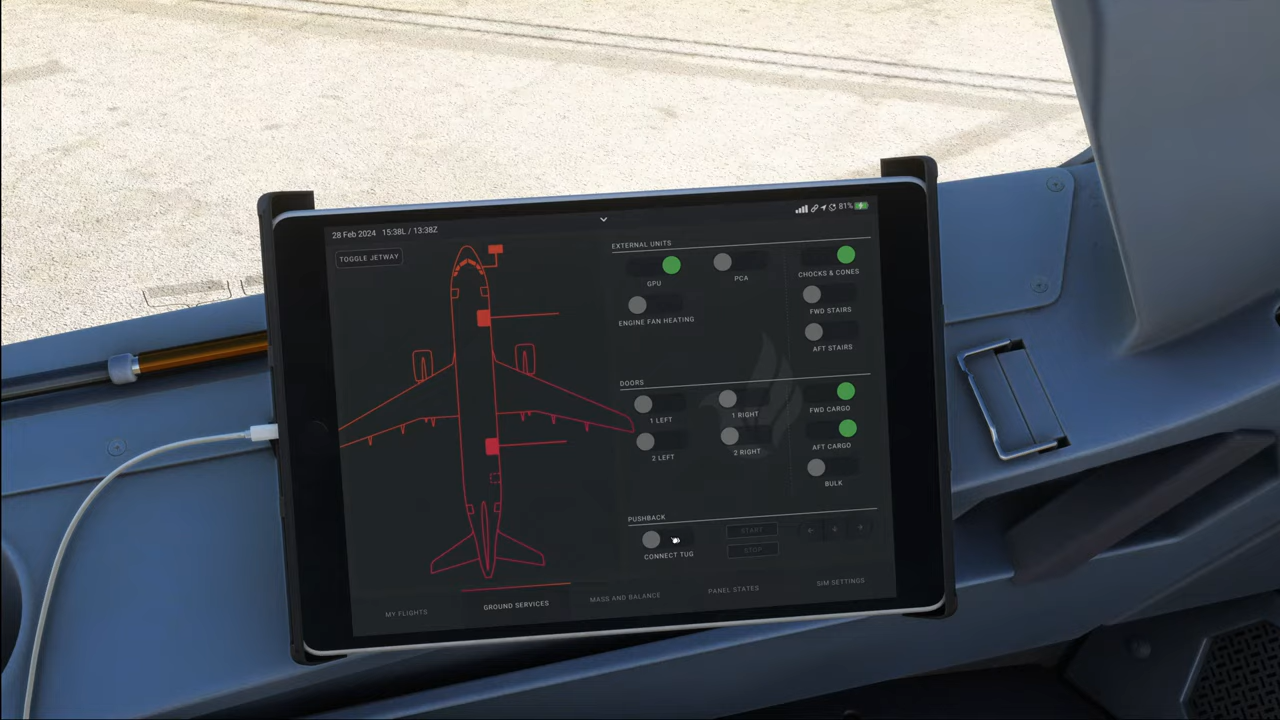 28 Feb 2024 15:38L / 13:38Z
81%
TOGGLE JETWAY
EXTERNAL UNITS
GPU
PCA
CHOCKS & CONES
ENGINE FAN HEATING
FWD STAIRS
AFT STAIRS
DOORS
1 LEFT
1 RIGHT
FWD CARGO
2 LEFT
2 RIGHT
AFT CARGO
BULK
PUSHBACK
CONNECT TUG
START
STOP
MY FLIGHTS
GROUND SERVICES
MASS AND BALANCE
PANEL STATES
SIM SETTINGS